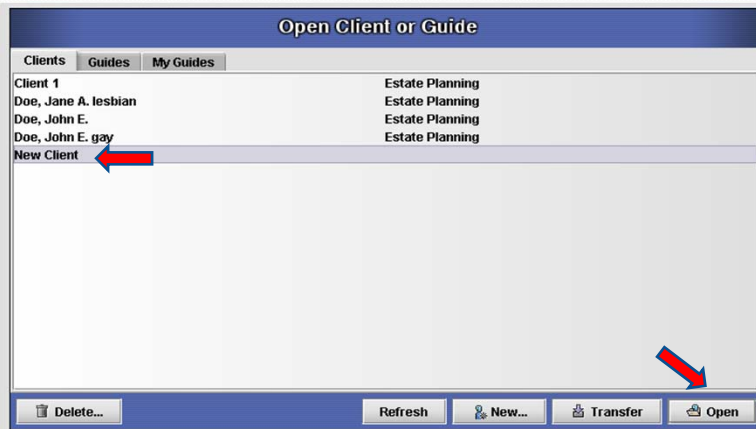 Open Client or Guide
Clients Guides My Guides
Client 1 Estate Planning
Doe, Jane A. lesbian Estate Planning
Doe, John E. Estate Planning
Doe, John E. gay Estate Planning
New Client
Delete... Refresh New... Transfer Open